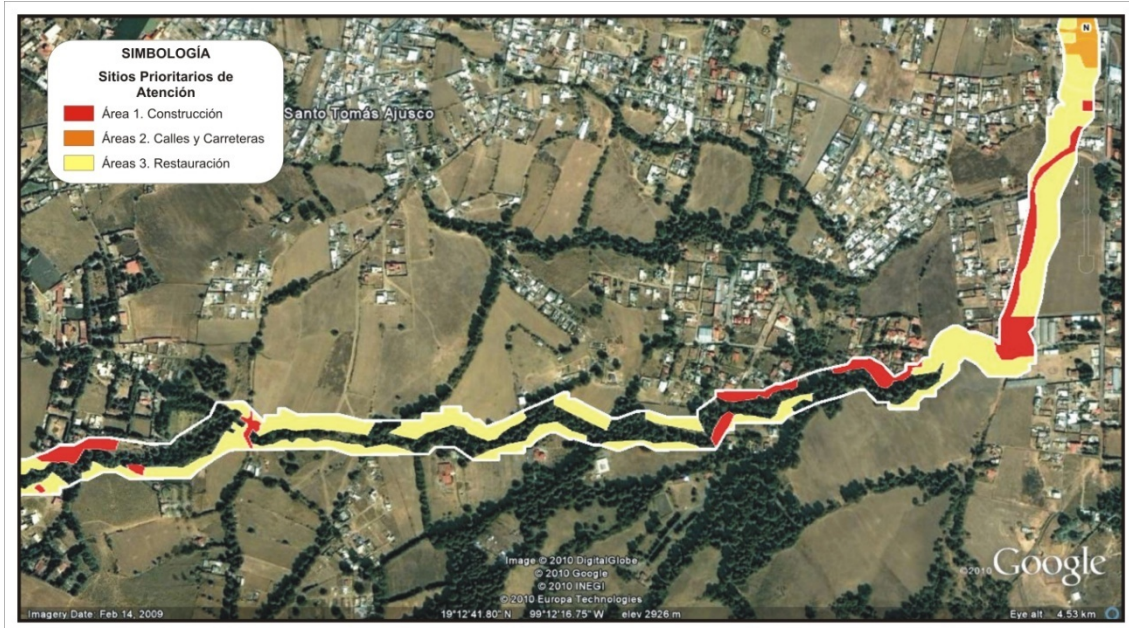 SIMBOLOGÍA
Sitios Prioritarios de
Atención
Área 1. Construcción
Áreas 2. Calles y Carreteras
Áreas 3. Restauración
Santo Tomás Ajusco
N
Image © 2010 DigitalGlobe
© 2010 Google
© 2010 INEGI
© 2010 Europa Technologies
©2010 Google
Imagery Date: Feb 14, 2009
19°12'41.80" N 99°12'16.75" W elev 2926 m
Eye alt 4.53 km